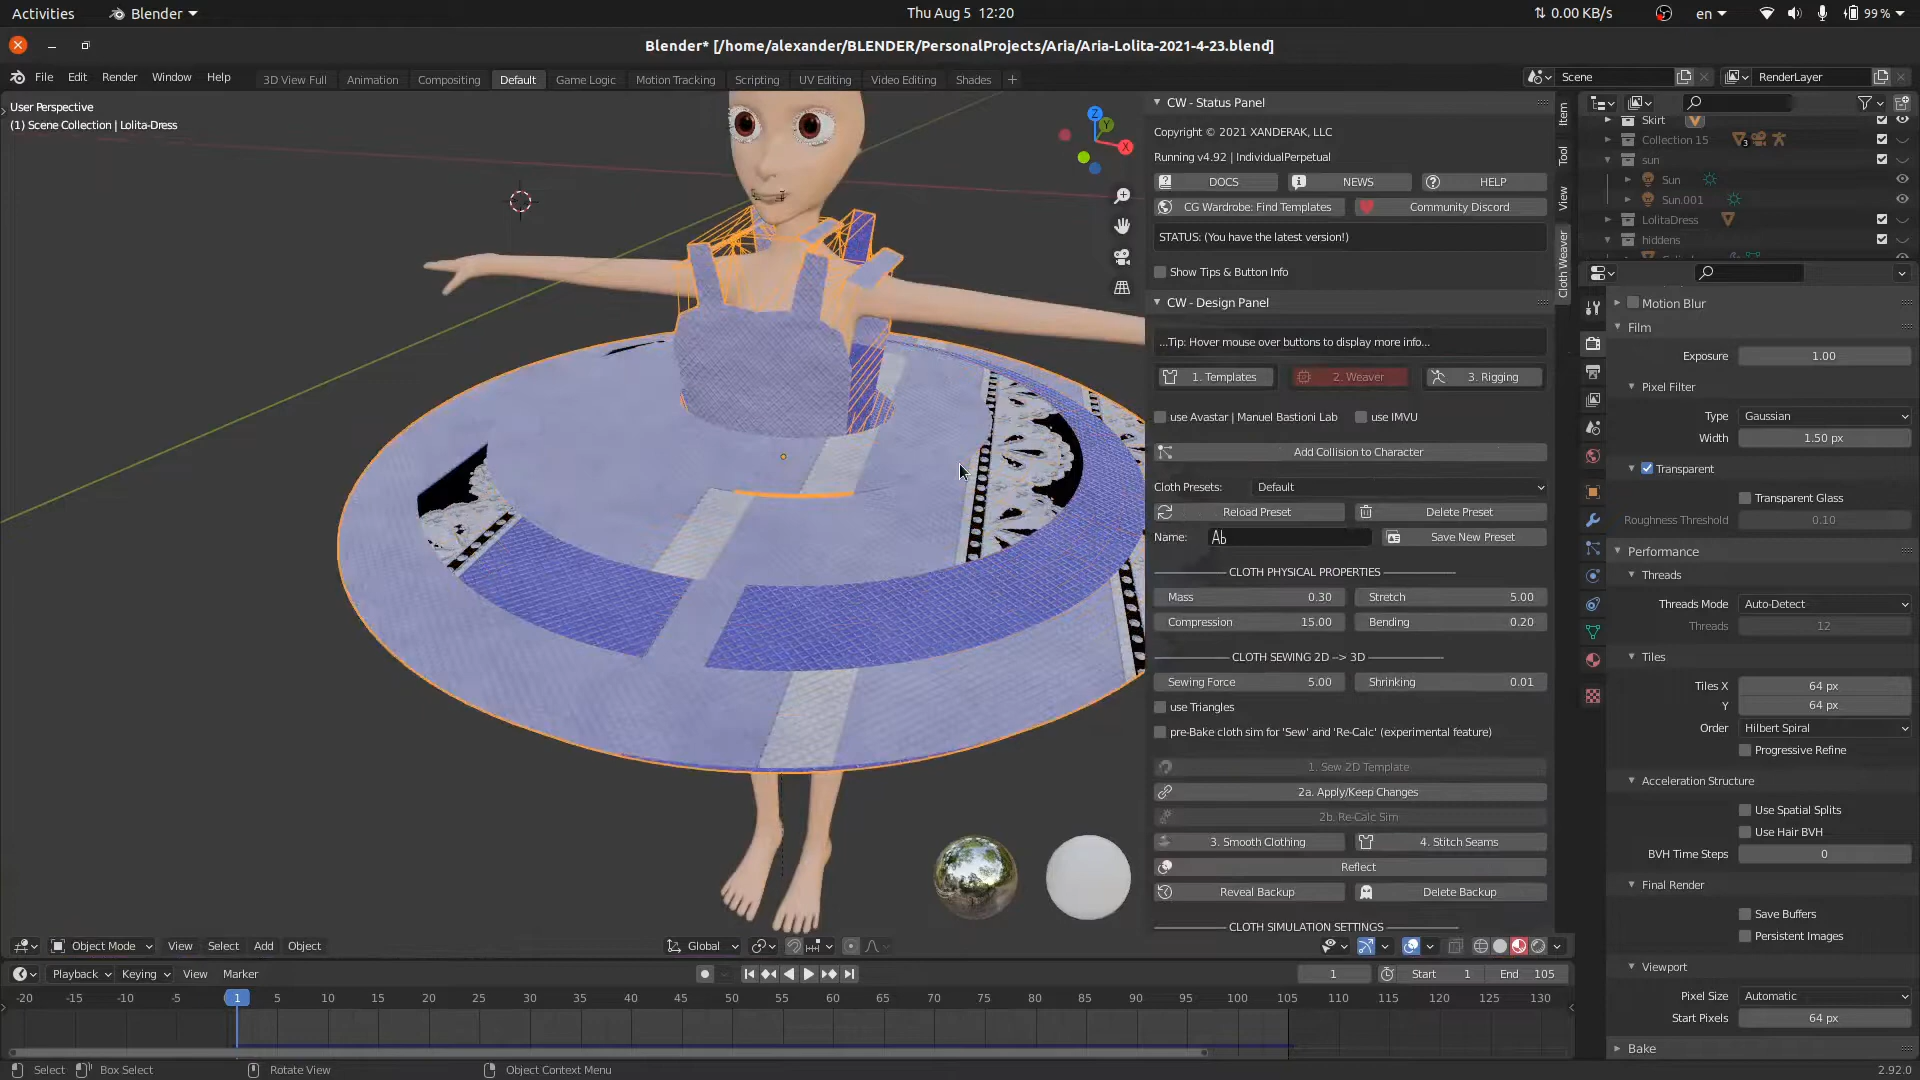 Activities Blender Thu Aug 5 12:20 0.00 KB/s en 99 %
Blender* [/home/alexander/BLENDER/PersonalProjects/Aria/Aria-Lolita-2021-4-23.blend]
File Edit Render Window Help 3D View Full Animation Compositing Default Game Logic Motion Tracking Scripting UV Editing Video Editing Shades + Scene RenderLayer
User Perspective
(1) Scene Collection | Lolita-Dress
Z
Y
X
CW - Status Panel
Copyright © 2021 XANDERAK, LLC
Running v4.92 | IndividualPerpetual
DOCS NEWS HELP
CG Wardrobe: Find Templates Community Discord
STATUS: (You have the latest version!)
Show Tips & Button Info
CW - Design Panel
...Tip: Hover mouse over buttons to display more info...
1. Templates 2. Weaver 3. Rigging
use Avastar | Manuel Bastioni Lab use IMVU
Add Collision to Character
Cloth Presets: Default
Reload Preset Delete Preset
Name: Save New Preset
CLOTH PHYSICAL PROPERTIES
Mass 0.30 Stretch 5.00
Compression 15.00 Bending 0.20
CLOTH SEWING 2D --> 3D
Sewing Force 5.00 Shrinking 0.01
use Triangles
pre-Bake cloth sim for 'Sew' and 'Re-Calc' (experimental feature)
1. Sew 2D Template
2a. Apply/Keep Changes
2b. Re-Calc Sim
3. Smooth Clothing 4. Stitch Seams
Reflect
Reveal Backup Delete Backup
CLOTH SIMULATION SETTINGS
Item
Tool
View
Cloth Weaver
Skirt
Collection 15 3
sun
Sun
Sun.001
LolitaDress
hiddens
Motion Blur
Film
Exposure 1.00
Pixel Filter
Type Gaussian
Width 1.50 px
Transparent
Transparent Glass
Roughness Threshold 0.10
Performance
Threads
Threads Mode Auto-Detect
Threads 12
Tiles
Tiles X 64 px
Y 64 px
Order Hilbert Spiral
Progressive Refine
Acceleration Structure
Use Spatial Splits
Use Hair BVH
BVH Time Steps 0
Final Render
Save Buffers
Persistent Images
Viewport
Pixel Size Automatic
Start Pixels 64 px
Bake
Object Mode View Select Add Object Global
Playback Keying View Marker 1 Start 1 End 105
-20 -15 -10 -5 1 5 10 15 20 25 30 35 40 45 50 55 60 65 70 75 80 85 90 95 100 105 110 115 120 125 130
Select Box Select Rotate View Object Context Menu 2.92.0